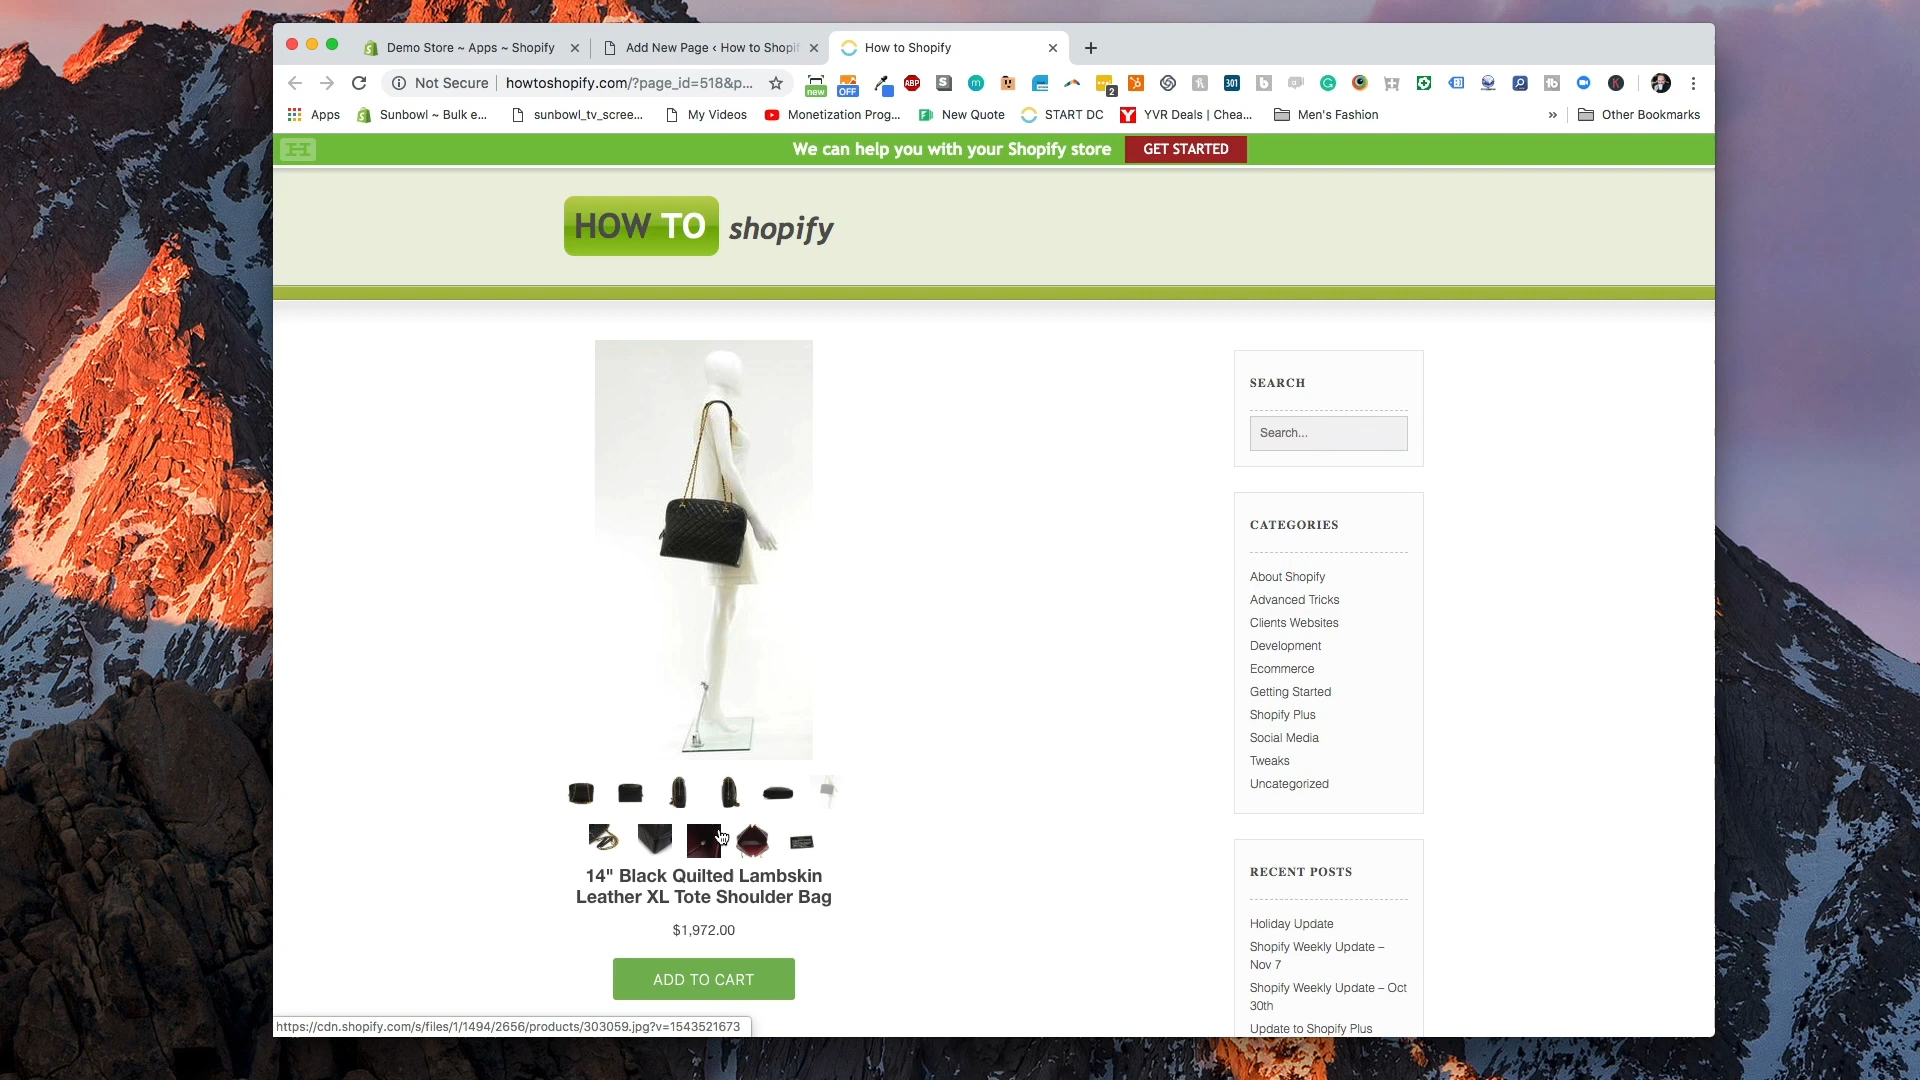 Demo Store ~ Apps ~ Shopify
Add New Page ‹ How to Shopif
How to Shopify
Not Secure
howtoshopify.com/?page_id=518&p...
new
OFF
ABP
S
m
2
301
b
K
Apps
Sunbowl ~ Bulk e...
sunbowl_tv_scree...
My Videos
Monetization Prog...
New Quote
START DC
YVR Deals | Chea...
Men's Fashion
»
Other Bookmarks
We can help you with your Shopify store
GET STARTED
HOW TO shopify
SEARCH
Search...
CATEGORIES
About Shopify
Advanced Tricks
Clients Websites
Development
Ecommerce
Getting Started
Shopify Plus
Social Media
Tweaks
Uncategorized
14" Black Quilted Lambskin
Leather XL Tote Shoulder Bag
$1,972.00
ADD TO CART
RECENT POSTS
Holiday Update
Shopify Weekly Update –
Nov 7
Shopify Weekly Update – Oct
30th
Update to Shopify Plus
https://cdn.shopify.com/s/files/1/1494/2656/products/303059.jpg?v=1543521673